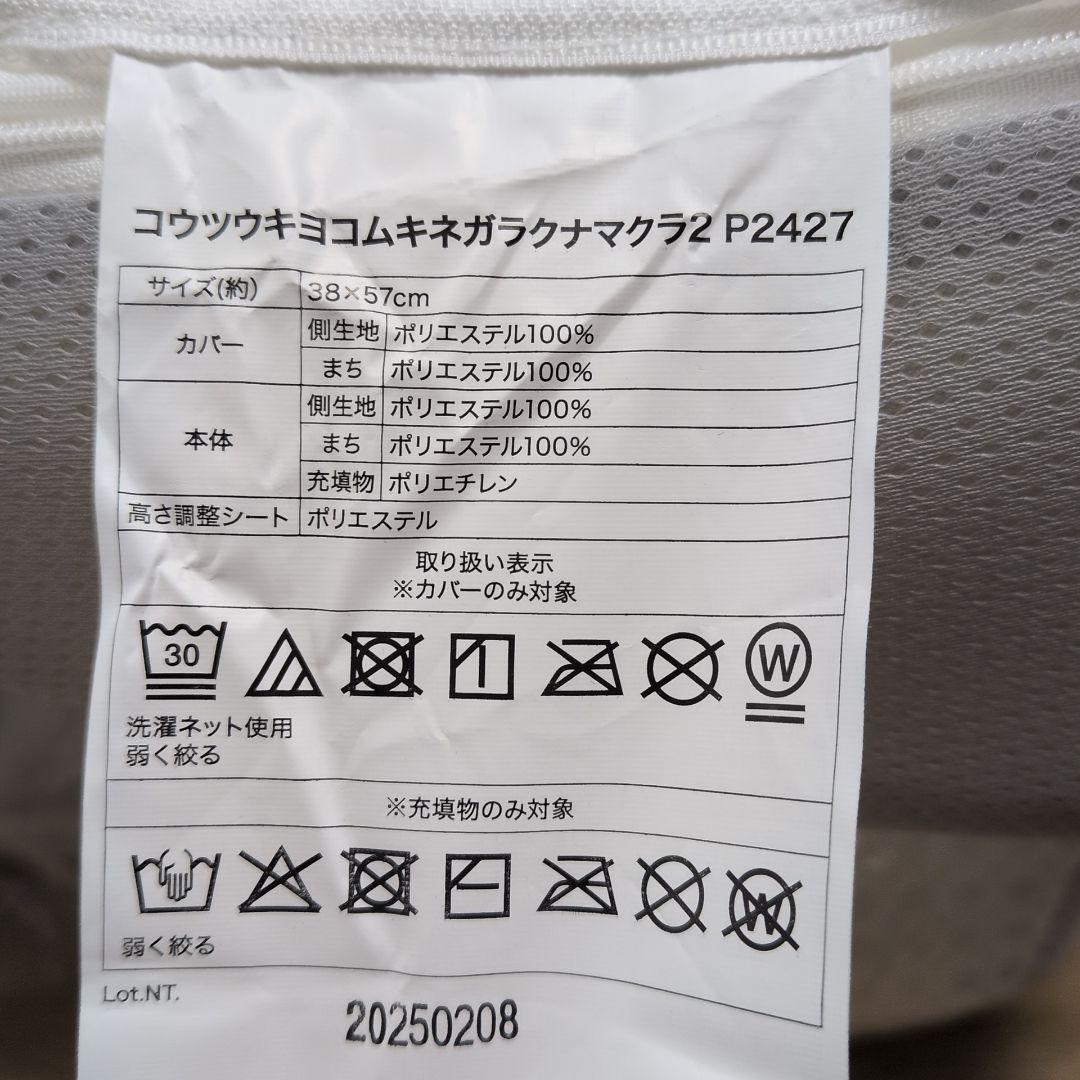 コウツウキヨコムキネガラクナマクラ2 P2427
サイズ(約) 38×57cm
カバー 側生地 ポリエステル100%
まち ポリエステル100%
本体 側生地 ポリエステル100%
まち ポリエステル100%
充填物 ポリエチレン
高さ調整シート ポリエステル
取り扱い表示
※カバーのみ対象
30 W
洗濯ネット使用
弱く絞る
※充填物のみ対象
W
弱く絞る
Lot.NT.
20250208